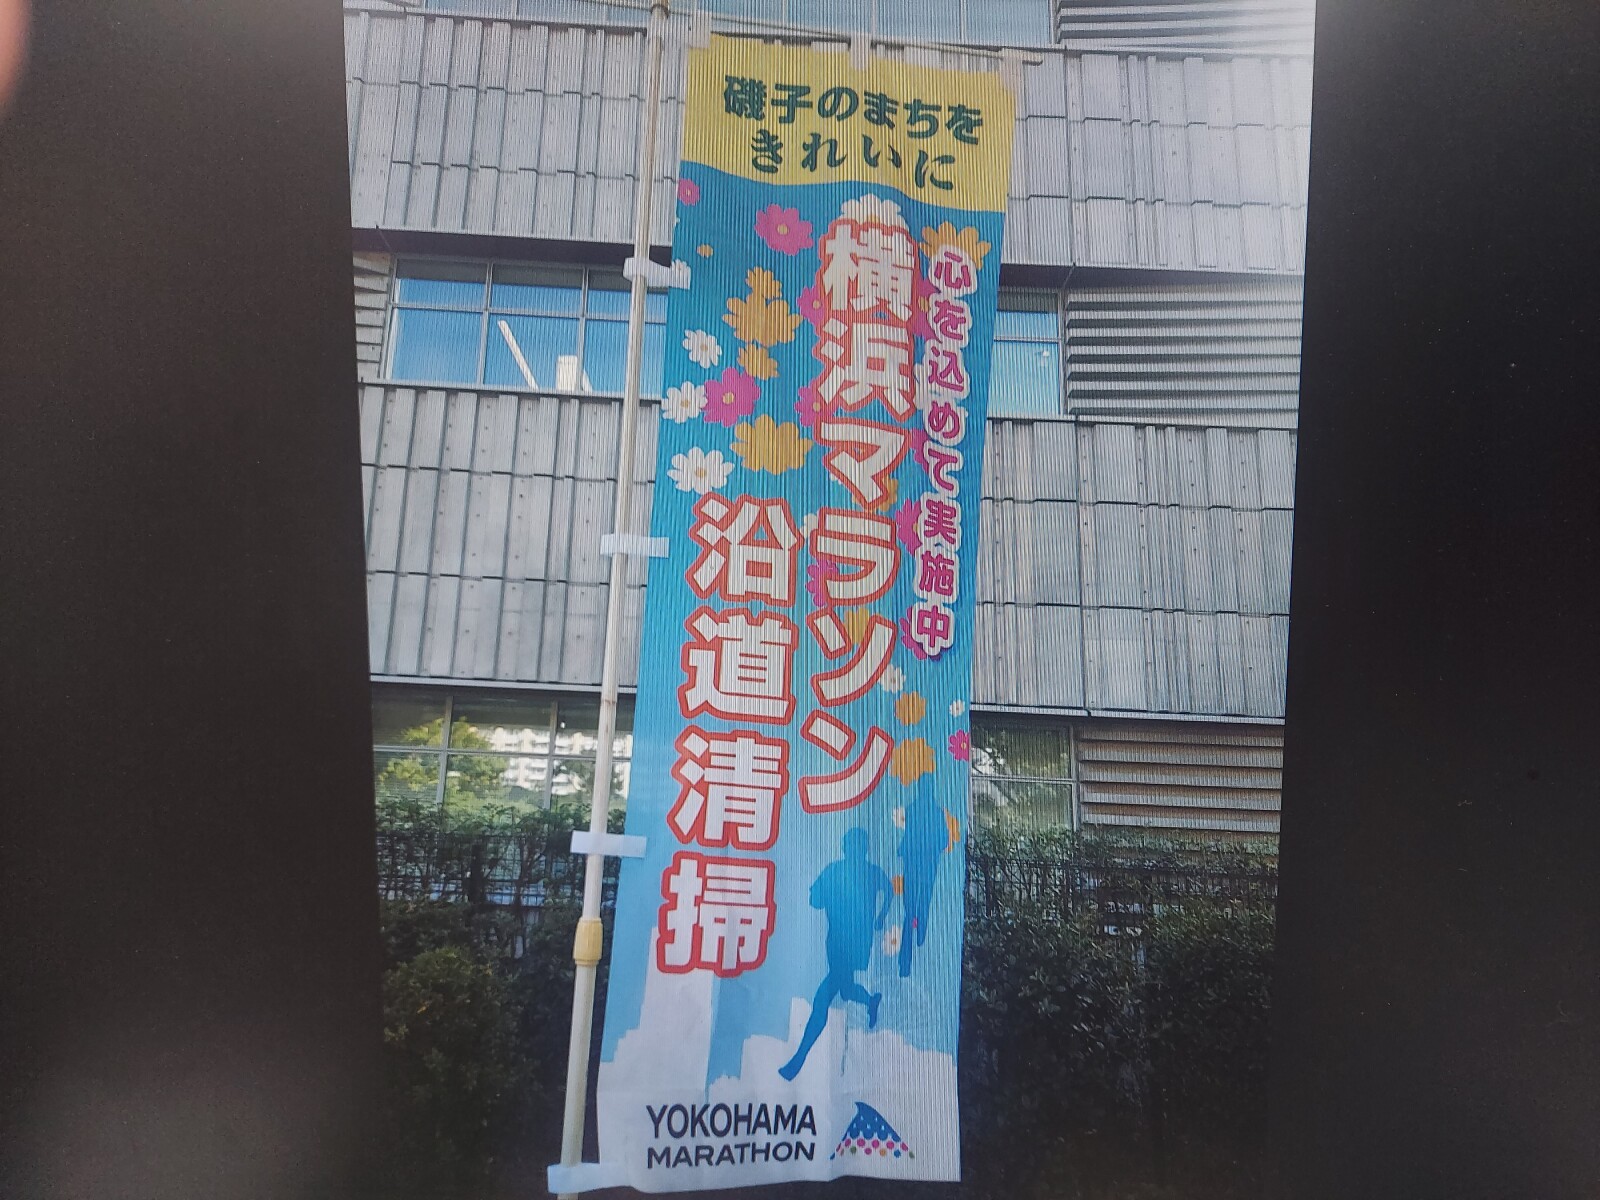 磯子のまちを
きれいに
心を込めて実施中
横浜マラソン
沿道清掃
YOKOHAMA
MARATHON